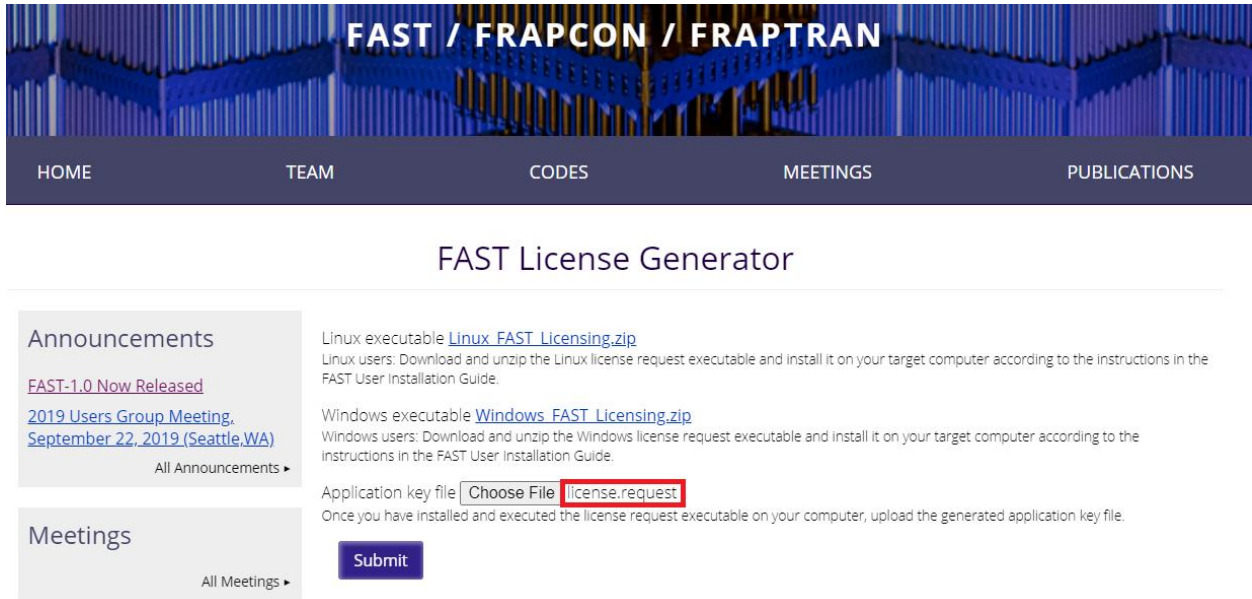 FAST / FRAPCON / FRAPTRAN
HOME TEAM CODES MEETINGS PUBLICATIONS
FAST License Generator
Announcements
FAST-1.0 Now Released
2019 Users Group Meeting,
September 22, 2019 (Seattle,WA)
All Announcements ▸
Meetings
All Meetings ▸
Linux executable Linux_FAST_Licensing.zip
Linux users: Download and unzip the Linux license request executable and install it on your target computer according to the instructions in the
FAST User Installation Guide.
Windows executable Windows_FAST_Licensing.zip
Windows users: Download and unzip the Windows license request executable and install it on your target computer according to the
instructions in the FAST User Installation Guide.
Application key file Choose File license.request
Once you have installed and executed the license request executable on your computer, upload the generated application key file.
Submit